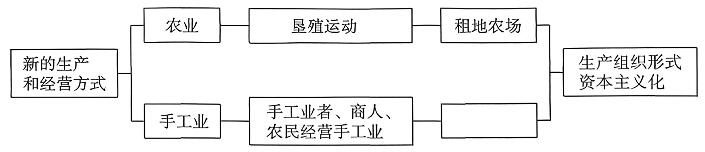 农业
垦殖运动
租地农场
新的生产
和经营方式
生产组织形式
资本主义化
手工业
手工业者、商人、
农民经营手工业